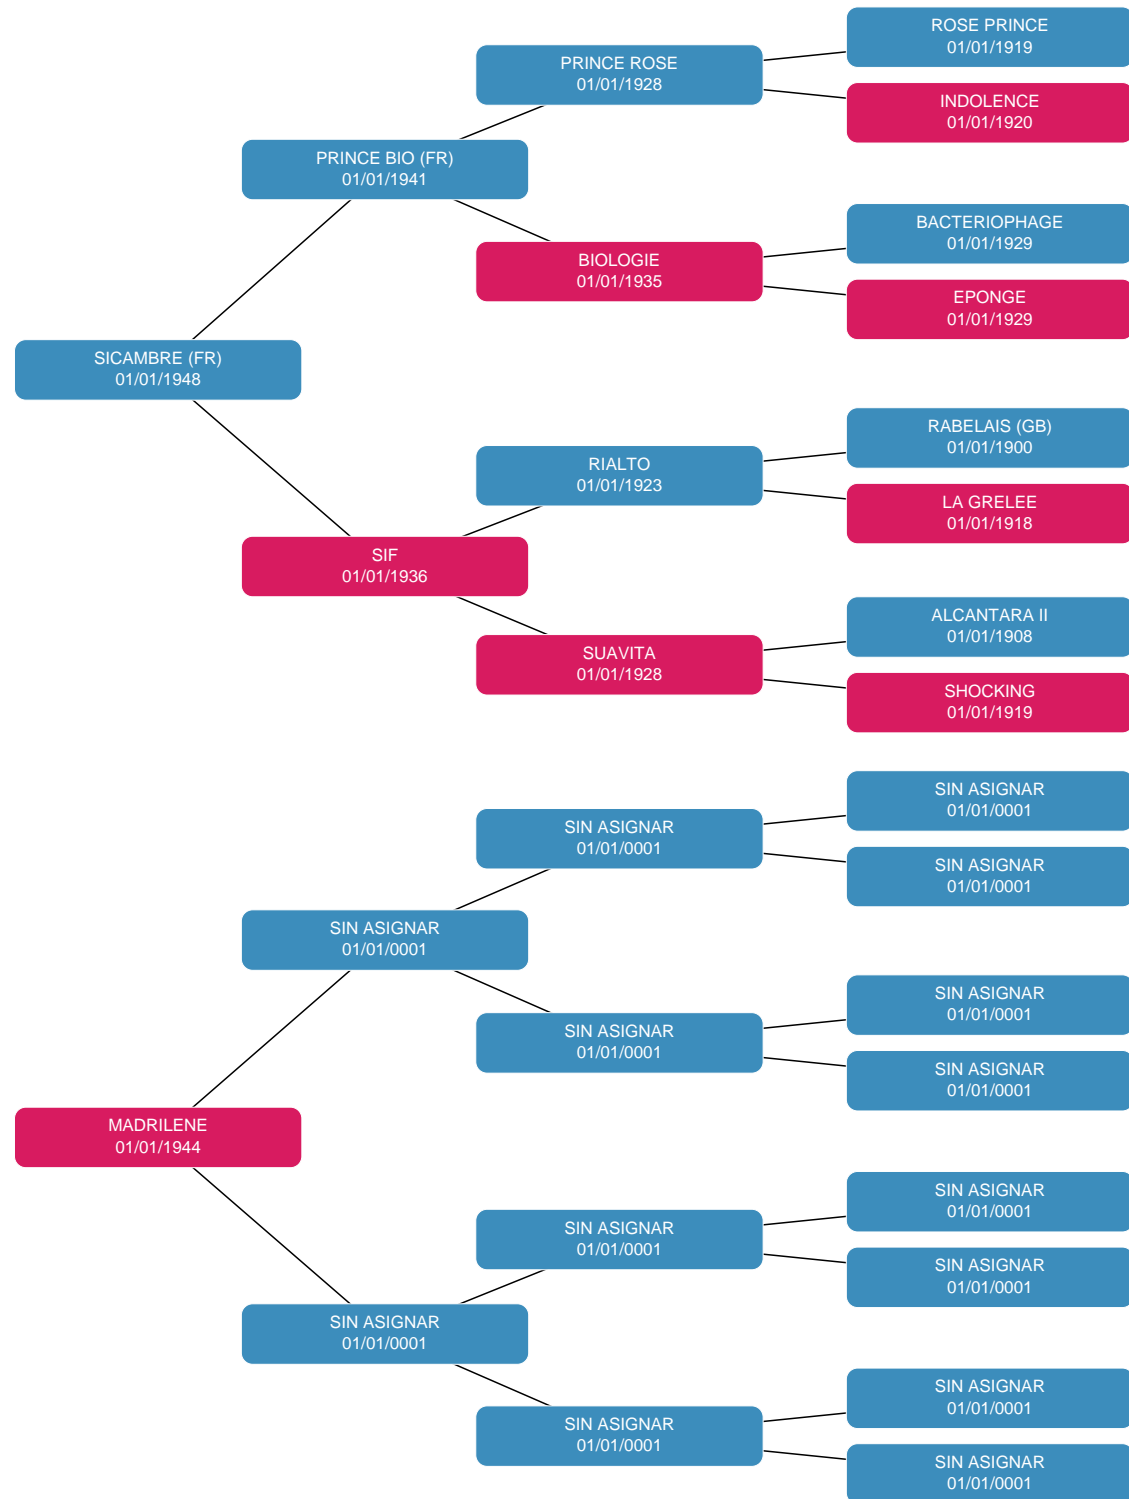 ROSE PRINCE
01/01/1919
PRINCE ROSE
01/01/1928
INDOLENCE
01/01/1920
PRINCE BIO (FR)
01/01/1941
BACTERIOPHAGE
01/01/1929
BIOLOGIE
01/01/1935
EPONGE
01/01/1929
SICAMBRE (FR)
01/01/1948
RABELAIS (GB)
01/01/1900
RIALTO
01/01/1923
LA GRELEE
01/01/1918
SIF
01/01/1936
ALCANTARA II
01/01/1908
SUAVITA
01/01/1928
SHOCKING
01/01/1919
SIN ASIGNAR
01/01/0001
SIN ASIGNAR
01/01/0001
SIN ASIGNAR
01/01/0001
SIN ASIGNAR
01/01/0001
SIN ASIGNAR
01/01/0001
SIN ASIGNAR
01/01/0001
SIN ASIGNAR
01/01/0001
MADRILENE
01/01/1944
SIN ASIGNAR
01/01/0001
SIN ASIGNAR
01/01/0001
SIN ASIGNAR
01/01/0001
SIN ASIGNAR
01/01/0001
SIN ASIGNAR
01/01/0001
SIN ASIGNAR
01/01/0001
SIN ASIGNAR
01/01/0001